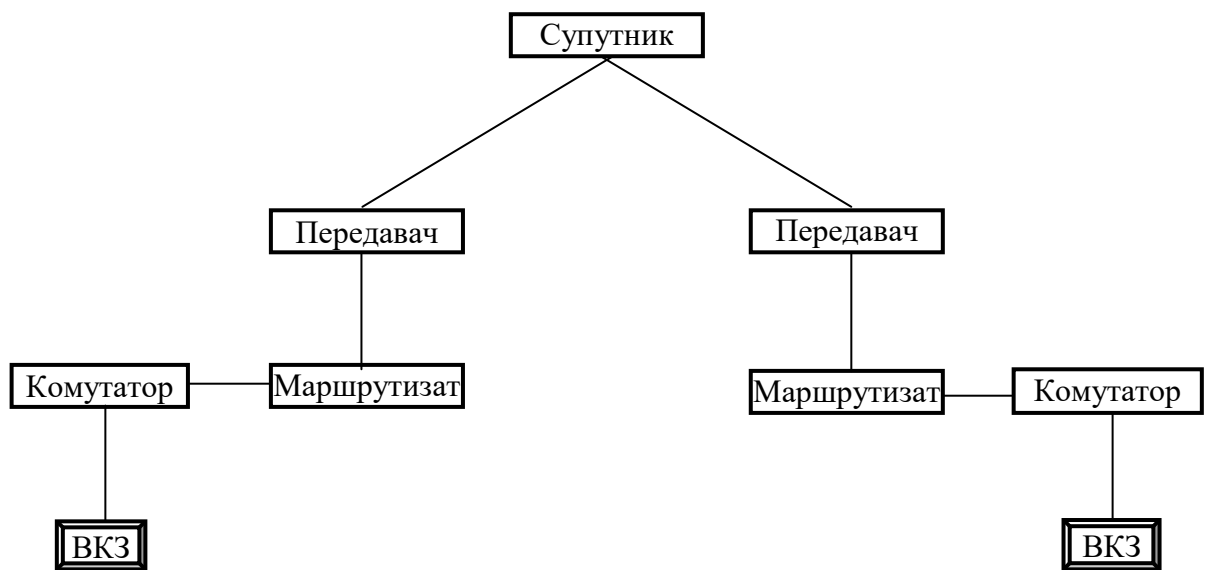 Супутник
Передавач
Передавач
Комутатор
Маршрутизат
Маршрутизат
Комутатор
ВКЗ
ВКЗ